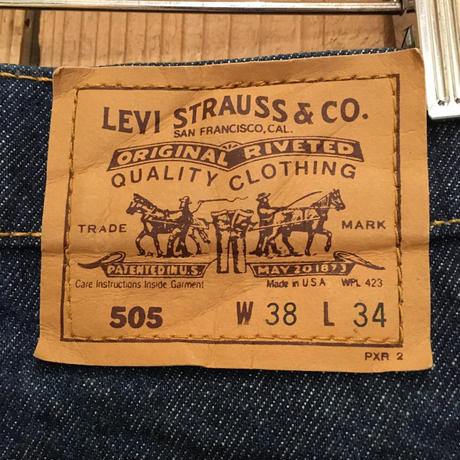 LEVI STRAUSS & CO.
SAN FRANCISCO, CAL.
ORIGINAL RIVETED
QUALITY CLOTHING
TRADE MARK
PATENTED IN U.S. MAY 20 1873
Care Instructions Inside Garment Made in U.S.A WPL 423
505 W 38 L 34
PXR 2